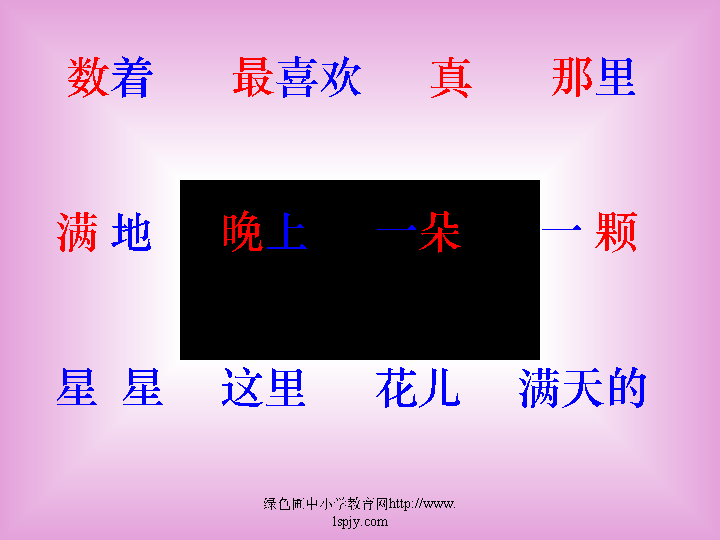 数着 最喜欢 真 那里
满 地 晚上 一朵 一 颗
星 星 这里 花儿 满天的
绿色圃中小学教育网http://www.
lspjy.com